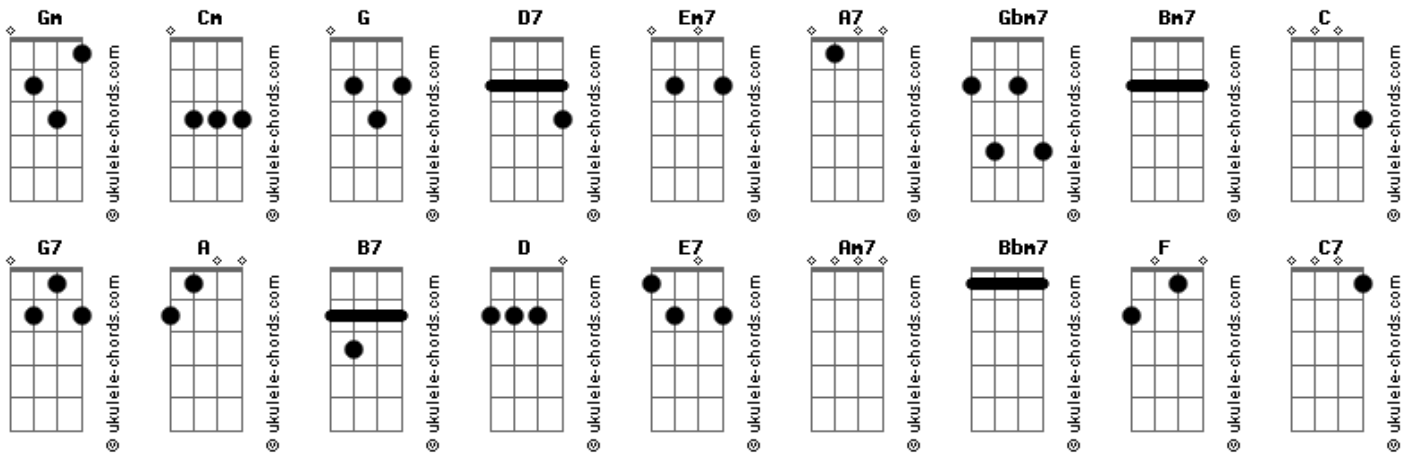 Gm Cm G D7 Em7 A7 Gbm7 Bm7 C
© ukulele-chords.com © ukulele-chords.com © ukulele-chords.com © ukulele-chords.com © ukulele-chords.com © ukulele-chords.com © ukulele-chords.com © ukulele-chords.com © ukulele-chords.com
G7 A B7 D E7 Am7 Bbm7 F C7
© ukulele-chords.com © ukulele-chords.com © ukulele-chords.com © ukulele-chords.com © ukulele-chords.com © ukulele-chords.com © ukulele-chords.com © ukulele-chords.com © ukulele-chords.com